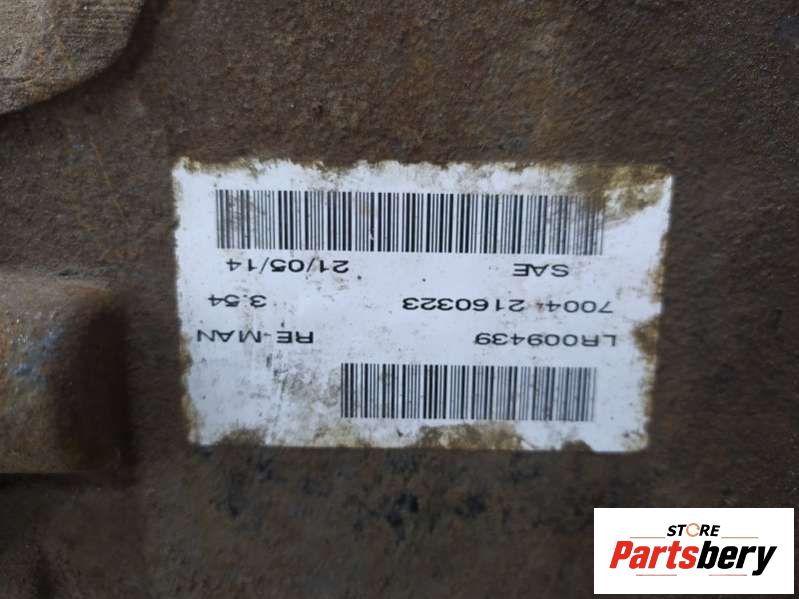 LR009439 RE-MAN
7004-2160323 3.54
SAE 21/05/14
STORE
Partsbery